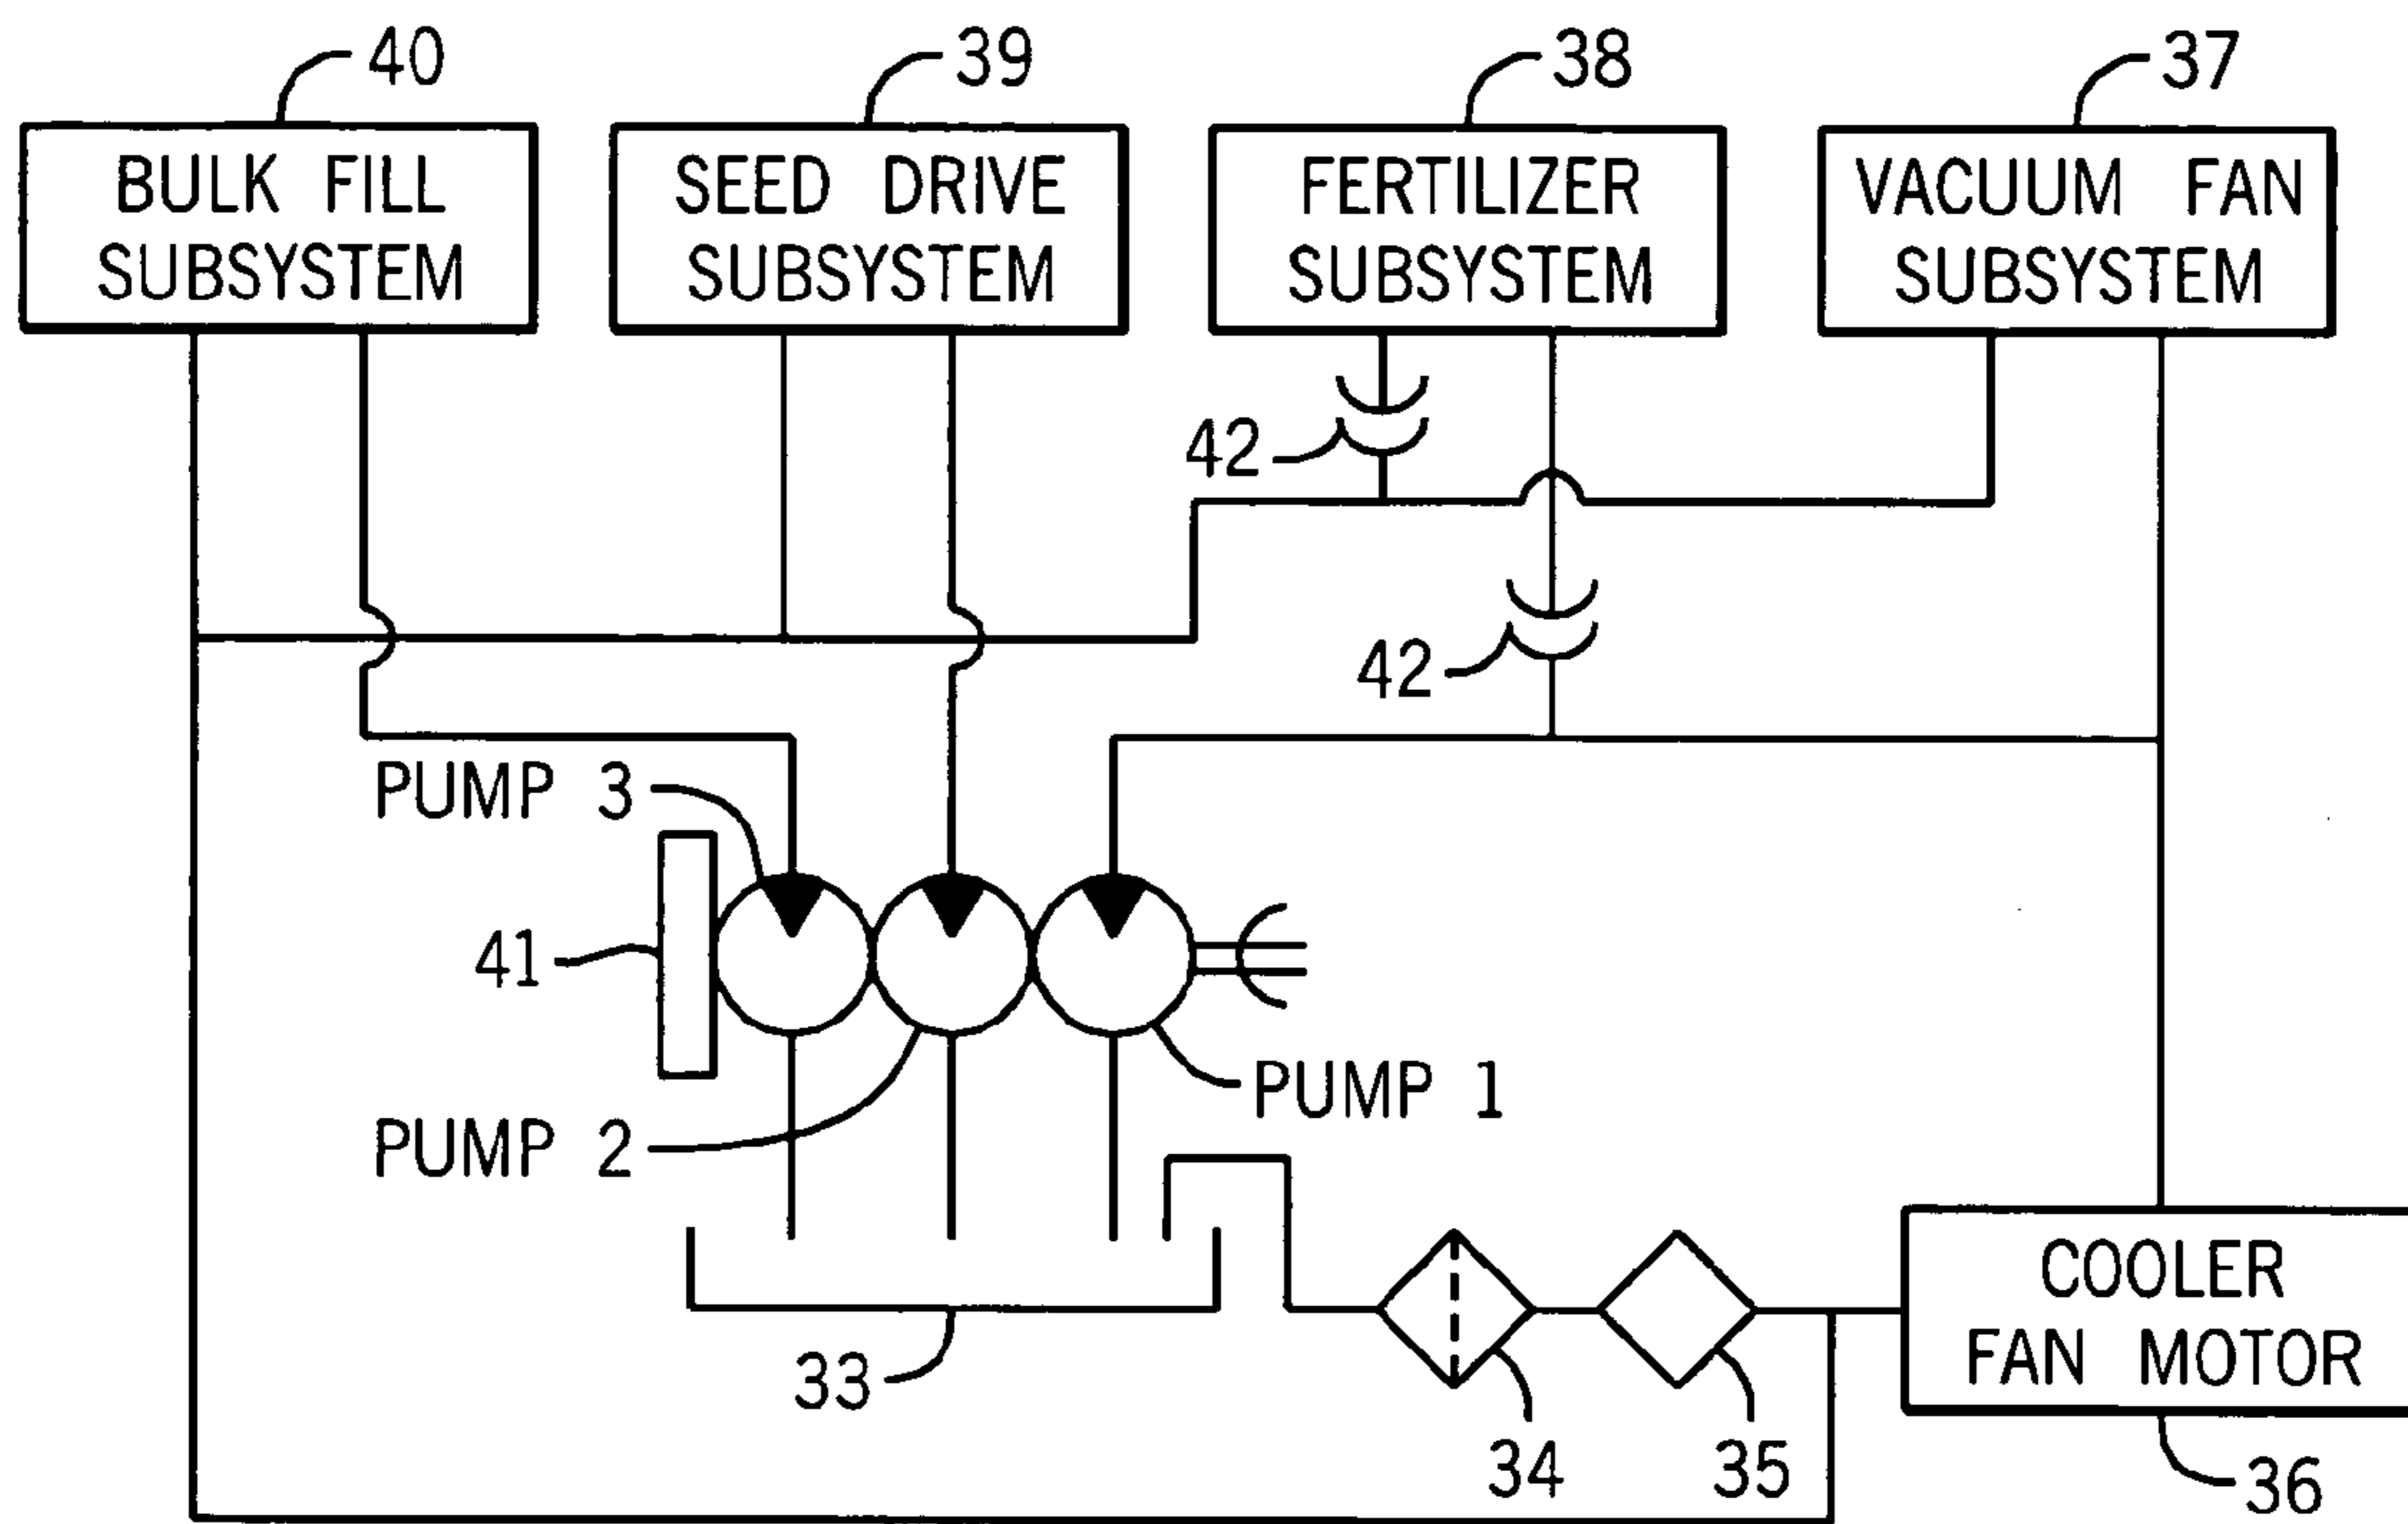 40
39
38
37
BULK FILL
SUBSYSTEM
SEED DRIVE
SUBSYSTEM
FERTILIZER
SUBSYSTEM
VACUUM FAN
SUBSYSTEM
42
42
PUMP 3
41
PUMP 1
PUMP 2
33
34
35
COOLER
FAN MOTOR
36